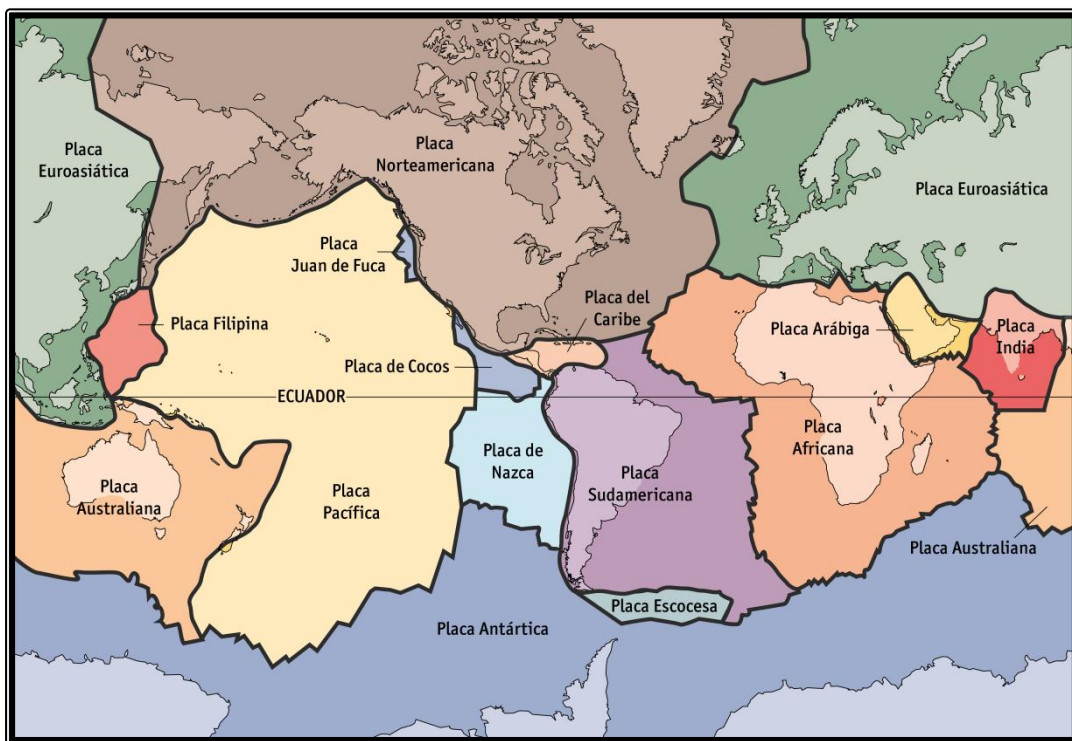 Placa
Euroasiática
Placa
Norteamericana
Placa Euroasiática
Placa
Juan de Fuca
Placa del
Caribe
Placa Filipina
Placa Arábiga
Placa
India
Placa de Cocos
ECUADOR
Placa
Africana
Placa de
Nazca
Placa
Sudamericana
Placa
Australiana
Placa
Pacífica
Placa Australiana
Placa Escocesa
Placa Antártica